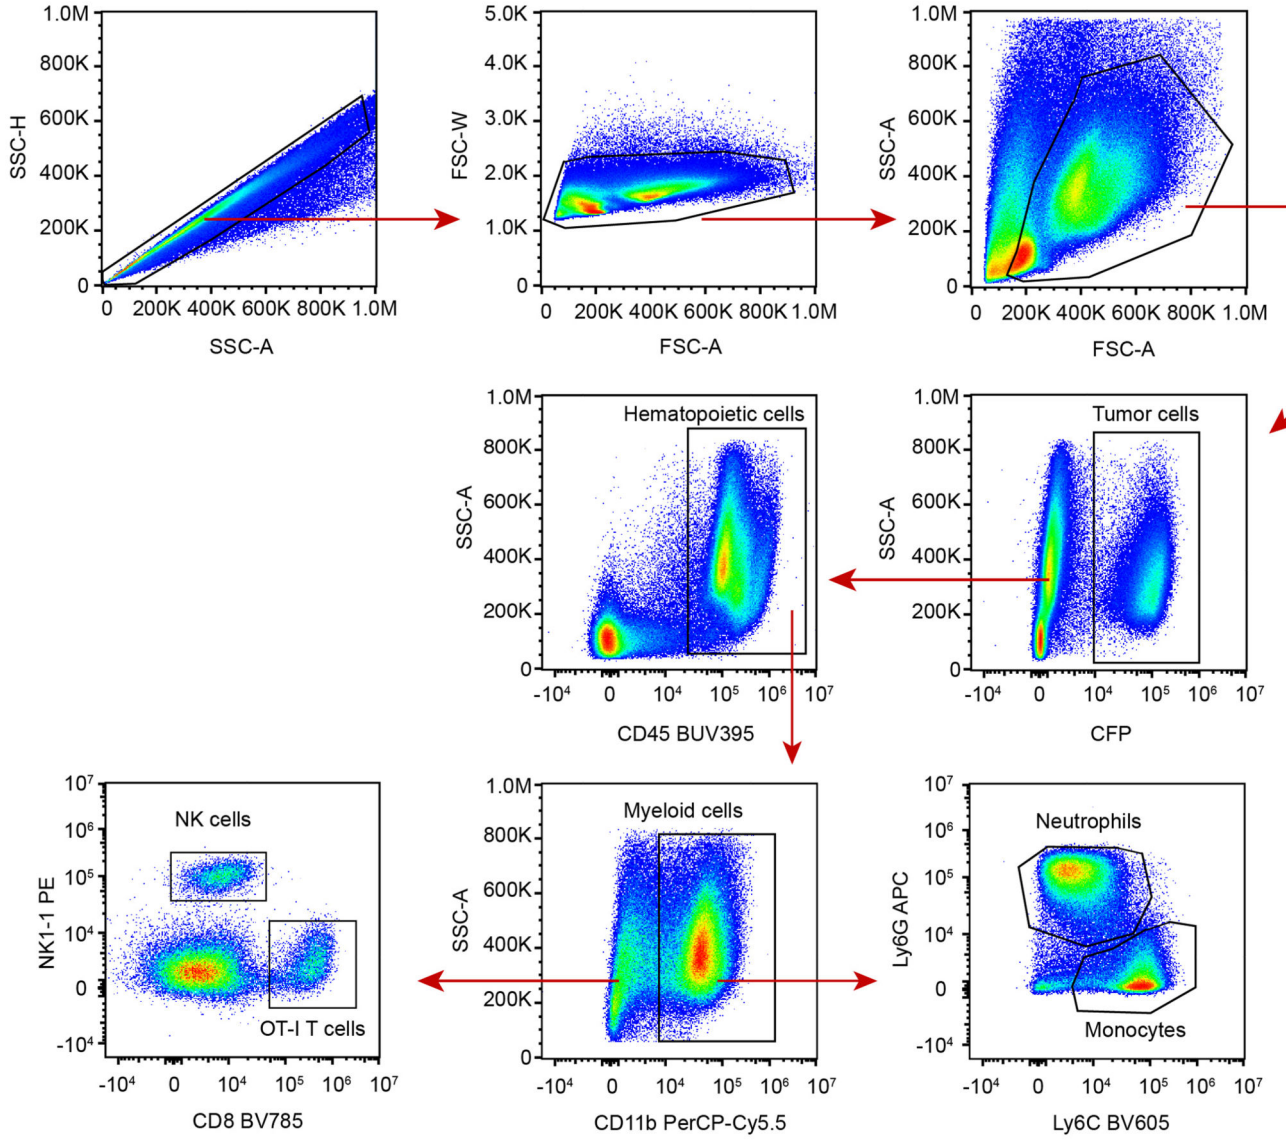 1.0M
800K
600K
400K
200K
0
SSC-H
0 200K 400K 600K 800K 1.0M
SSC-A
5.0K
4.0K
3.0K
2.0K
1.0K
0
FSC-W
0 200K 400K 600K 800K 1.0M
FSC-A
1.0M
800K
600K
400K
200K
0
SSC-A
200K 400K 600K 800K 1.0M
FSC-A
1.0M
800K
600K
400K
200K
0
SSC-A
Hematopoietic cells
-10⁴ 0 10⁴ 10⁵ 10⁶ 10⁷
CD45 BUV395
1.0M
800K
600K
400K
200K
0
SSC-A
Tumor cells
-10⁴ 0 10⁴ 10⁵ 10⁶ 10⁷
CFP
10⁷
10⁶
10⁵
10⁴
0
-10⁴
NK1-1 PE
NK cells
OT-I T cells
-10⁴ 0 10⁴ 10⁵ 10⁶ 10⁷
CD8 BV785
1.0M
800K
600K
400K
200K
0
SSC-A
Myeloid cells
-10⁴ 0 10⁴ 10⁵ 10⁶ 10⁷
CD11b PerCP-Cy5.5
10⁷
10⁶
10⁵
10⁴
0
-10⁴
Ly6G APC
Neutrophils
Monocytes
-10⁴ 0 10⁴ 10⁵ 10⁶ 10⁷
Ly6C BV605